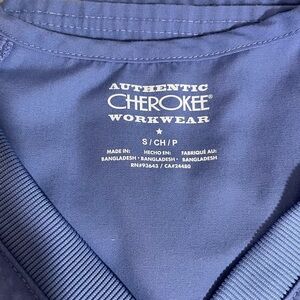 AUTHENTIC
CHEROKEE®
WORKWEAR
★
S / CH / P
MADE IN: HECHO EN: FABRIQUÉ AU:
BANGLADESH • BANGLADESH • BANGLADESH
RN#93643 / CA#24480